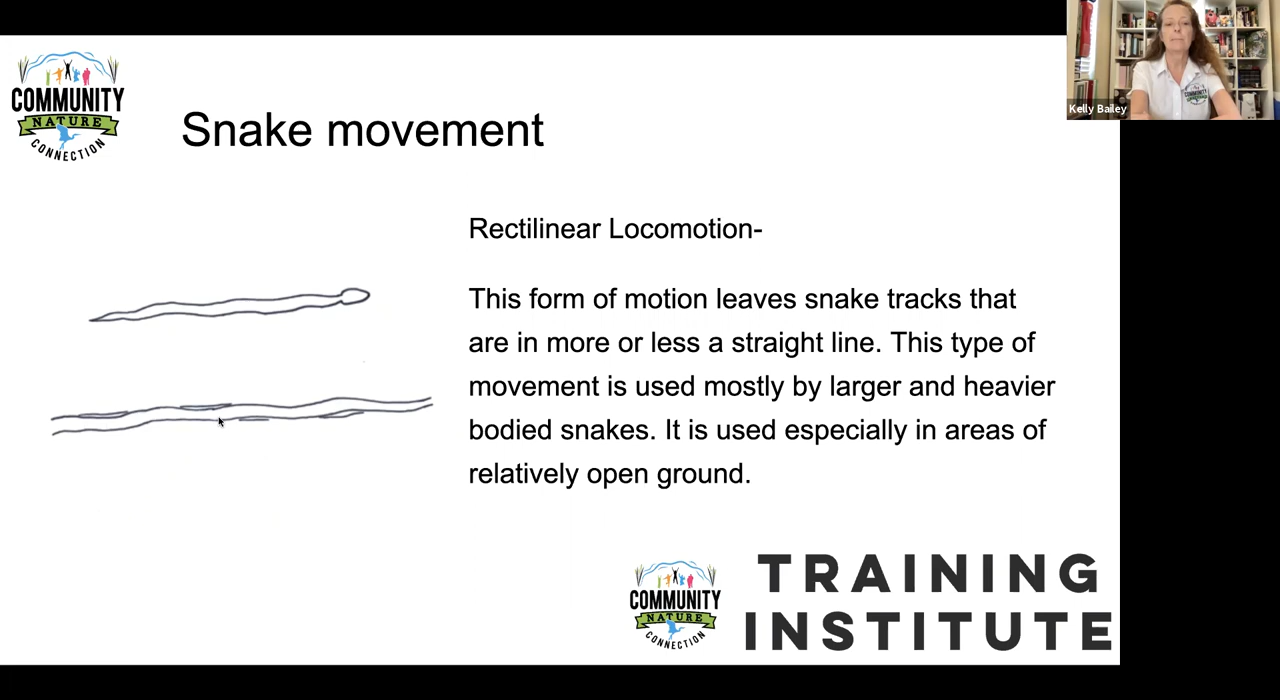 COMMUNITY
NATURE
CONNECTION
Snake movement
Kelly Bailey
Rectilinear Locomotion-
This form of motion leaves snake tracks that
are in more or less a straight line. This type of
movement is used mostly by larger and heavier
bodied snakes. It is used especially in areas of
relatively open ground.
COMMUNITY
NATURE
CONNECTION
TRAINING
INSTITUTE